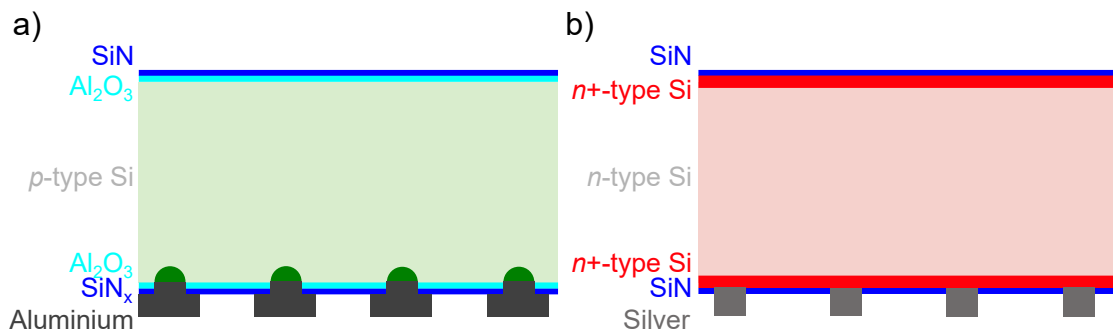 a)
SiN
Al₂O₃
p-type Si
Al₂O₃
SiNₓ
Aluminium
b)
SiN
n+-type Si
n-type Si
n+-type Si
SiN
Silver